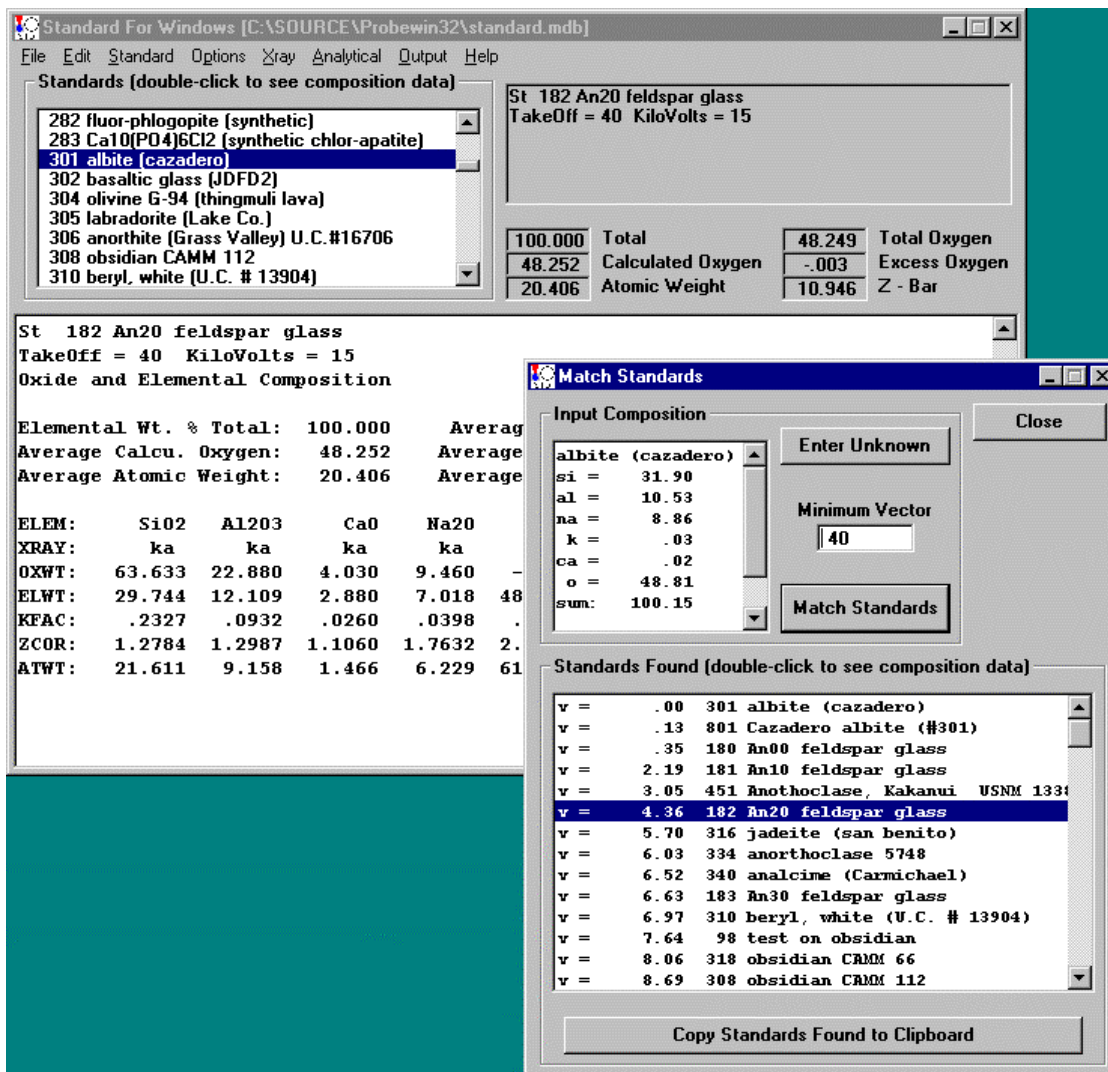 Standard For Windows [C:\SOURCE\Probewin32\standard.mdb]
File Edit Standard Options Xray Analytical Output Help
Standards (double-click to see composition data)
282 fluor-phlogopite (synthetic)
283 Ca10(PO4)6Cl2 (synthetic chlor-apatite)
301 albite (cazadero)
302 basaltic glass (JDFD2)
304 olivine G-94 (thingmuli lava)
305 labradorite (Lake Co.)
306 anorthite (Grass Valley) U.C.#16706
308 obsidian CAMM 112
310 beryl, white (U.C. # 13904)
St 182 An20 feldspar glass
TakeOff = 40 KiloVolts = 15
100.000 Total 48.249 Total Oxygen
48.252 Calculated Oxygen -.003 Excess Oxygen
20.406 Atomic Weight 10.946 Z - Bar
St 182 An20 feldspar glass
TakeOff = 40 KiloVolts = 15
Oxide and Elemental Composition
Elemental Wt. % Total: 100.000 Averag
Average Calcu. Oxygen: 48.252 Average
Average Atomic Weight: 20.406 Average
ELEM: SiO2 Al2O3 CaO Na2O
XRAY: ka ka ka ka
OXWT: 63.633 22.880 4.030 9.460 -
ELWT: 29.744 12.109 2.880 7.018 48
KFAC: .2327 .0932 .0260 .0398 .
ZCOR: 1.2784 1.2987 1.1060 1.7632 2.
ATWT: 21.611 9.158 1.466 6.229 61
Match Standards
Input Composition
albite (cazadero)
si = 31.90
al = 10.53
na = 8.86
k = .03
ca = .02
o = 48.81
sum: 100.15
Enter Unknown
Minimum Vector
40
Match Standards
Close
Standards Found (double-click to see composition data)
v = .00 301 albite (cazadero)
v = .13 801 Cazadero albite (#301)
v = .35 180 An00 feldspar glass
v = 2.19 181 An10 feldspar glass
v = 3.05 451 Anothoclase, Kakanui USNM 1338
v = 4.36 182 An20 feldspar glass
v = 5.70 316 jadeite (san benito)
v = 6.03 334 anorthoclase 5748
v = 6.52 340 analcime (Carmichael)
v = 6.63 183 An30 feldspar glass
v = 6.97 310 beryl, white (U.C. # 13904)
v = 7.64 98 test on obsidian
v = 8.06 318 obsidian CAMM 66
v = 8.69 308 obsidian CAMM 112
Copy Standards Found to Clipboard